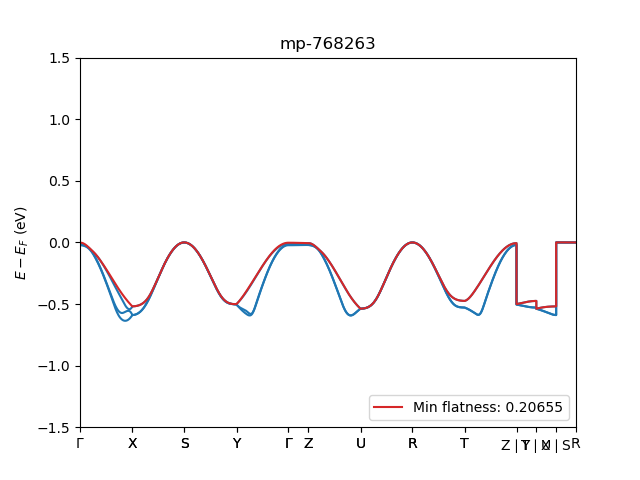 mp-768263
E − E_F (eV)
1.5
1.0
0.5
0.0
−0.5
−1.0
−1.5
Min flatness: 0.20655
Γ X S Y Γ Z U R T Z | Y | X | S R